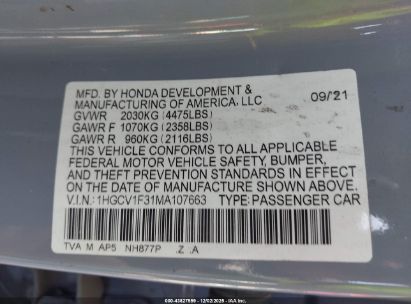 MFD. BY HONDA DEVELOPMENT &
MANUFACTURING OF AMERICA, LLC 09/21
GVWR 2030KG (4475LBS)
GAWR F 1070KG (2358LBS)
GAWR R 960KG (2116LBS)
THIS VEHICLE CONFORMS TO ALL APPLICABLE
FEDERAL MOTOR VEHICLE SAFETY, BUMPER,
AND THEFT PREVENTION STANDARDS IN
EFFECT ON THE DATE OF MANUFACTURE SHOWN ABOVE.
V.I.N.: 1HGCV1F31MA107663 TYPE:PASSENGER CAR
TVA M AP5 NH877P Z .A